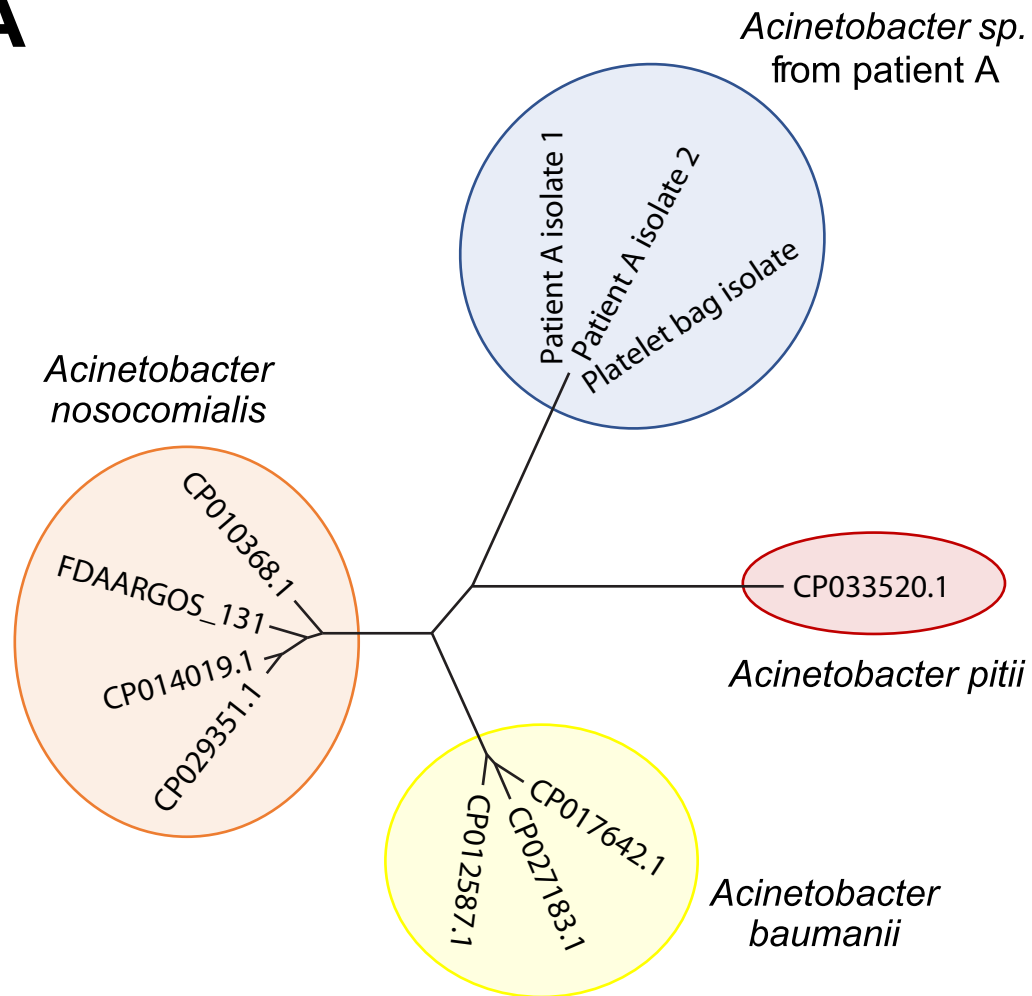 A
Acinetobacter sp.
from patient A
Patient A isolate 1
Patient A isolate 2
Platelet bag isolate
Acinetobacter
nosocomialis
CP010368.1
FDAARGOS_131
CP014019.1
CP029351.1
CP033520.1
Acinetobacter pitii
CP017642.1
CP027183.1
CP012587.1
Acinetobacter
baumanii